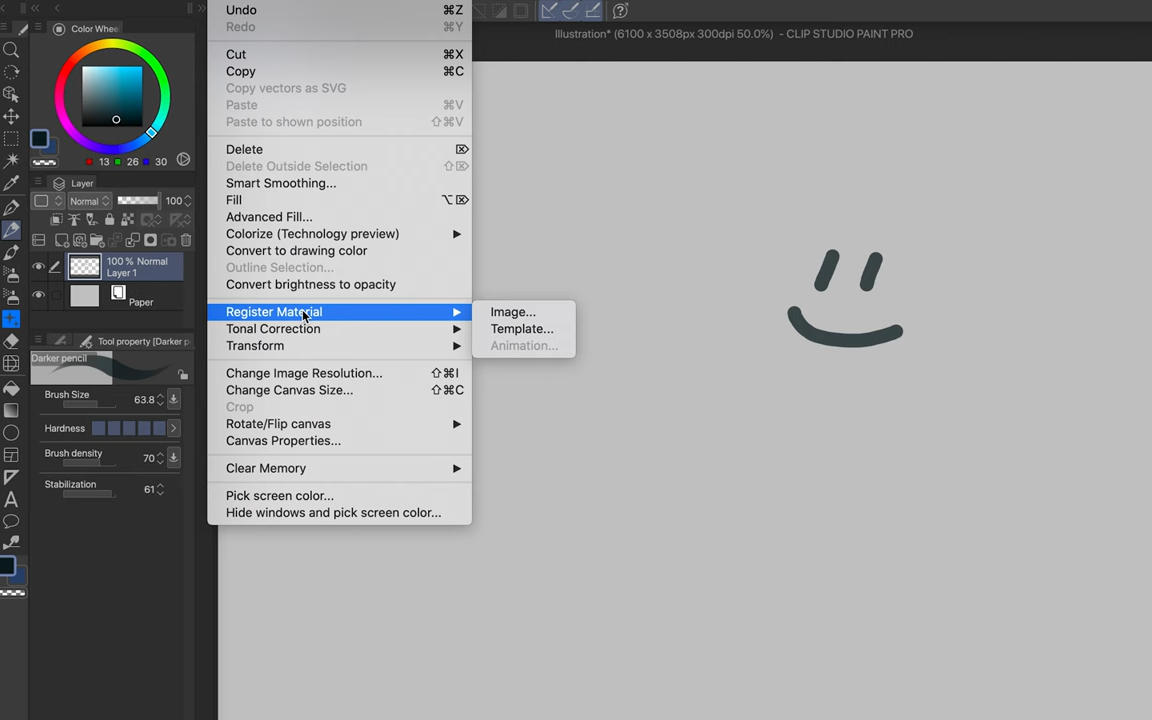 Illustration* (6100 x 3508px 300dpi 50.0%) - CLIP STUDIO PAINT PRO
Color Whee
13 26 30
Layer
Normal 100
100 % Normal
Layer 1
Paper
Tool property [Darker p
Darker pencil
Brush Size 63.8
Hardness
Brush density 70
Stabilization 61
Undo ⌘Z
Redo ⌘Y
Cut ⌘X
Copy ⌘C
Copy vectors as SVG
Paste ⌘V
Paste to shown position ⇧⌘V
Delete ⌦
Delete Outside Selection ⇧⌦
Smart Smoothing...
Fill ⌥⌦
Advanced Fill...
Colorize (Technology preview)
Convert to drawing color
Outline Selection...
Convert brightness to opacity
Register Material
Tonal Correction
Transform
Change Image Resolution... ⇧⌘I
Change Canvas Size... ⇧⌘C
Crop
Rotate/Flip canvas
Canvas Properties...
Clear Memory
Pick screen color...
Hide windows and pick screen color...
Image...
Template...
Animation...